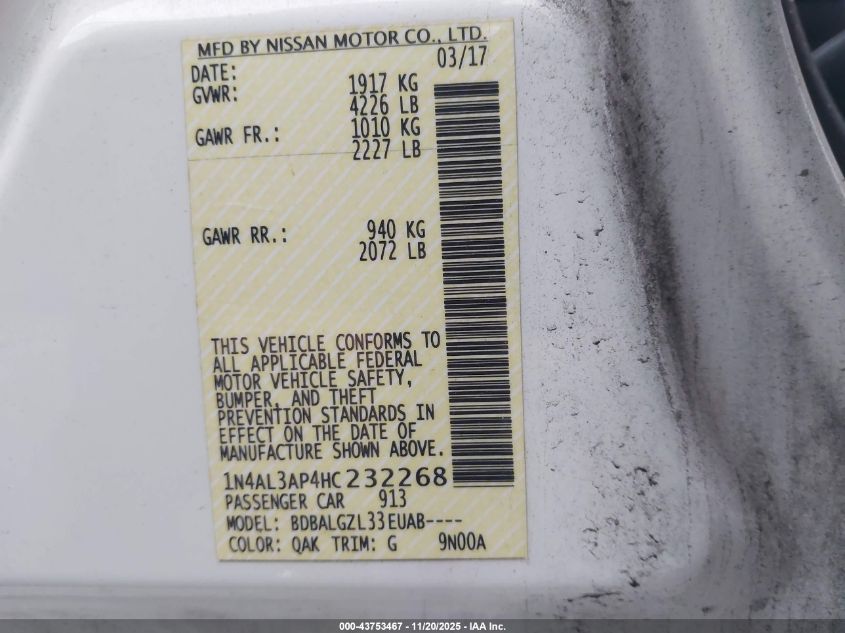 MFD BY NISSAN MOTOR CO., LTD.
DATE: 03/17
GVWR: 1917 KG
4226 LB
GAWR FR.: 1010 KG
2227 LB
GAWR RR.: 940 KG
2072 LB
THIS VEHICLE CONFORMS TO
ALL APPLICABLE FEDERAL
MOTOR VEHICLE SAFETY,
BUMPER, AND THEFT
PREVENTION STANDARDS IN
EFFECT ON THE DATE OF
MANUFACTURE SHOWN ABOVE.
1N4AL3AP4HC232268
PASSENGER CAR 913
MODEL: BDBALGZL33EUAB----
COLOR: QAK TRIM: G 9N00A
000-43753467 - 11/20/2025 - IAA Inc.